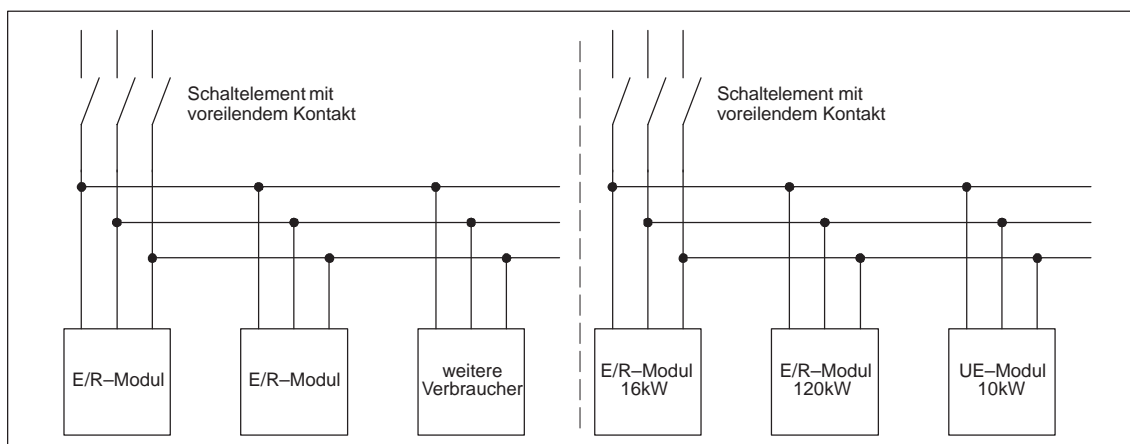 Schaltelement mit
voreilendem Kontakt
E/R–Modul
E/R–Modul
weitere
Verbraucher
Schaltelement mit
voreilendem Kontakt
E/R–Modul
16kW
E/R–Modul
120kW
UE–Modul
10kW